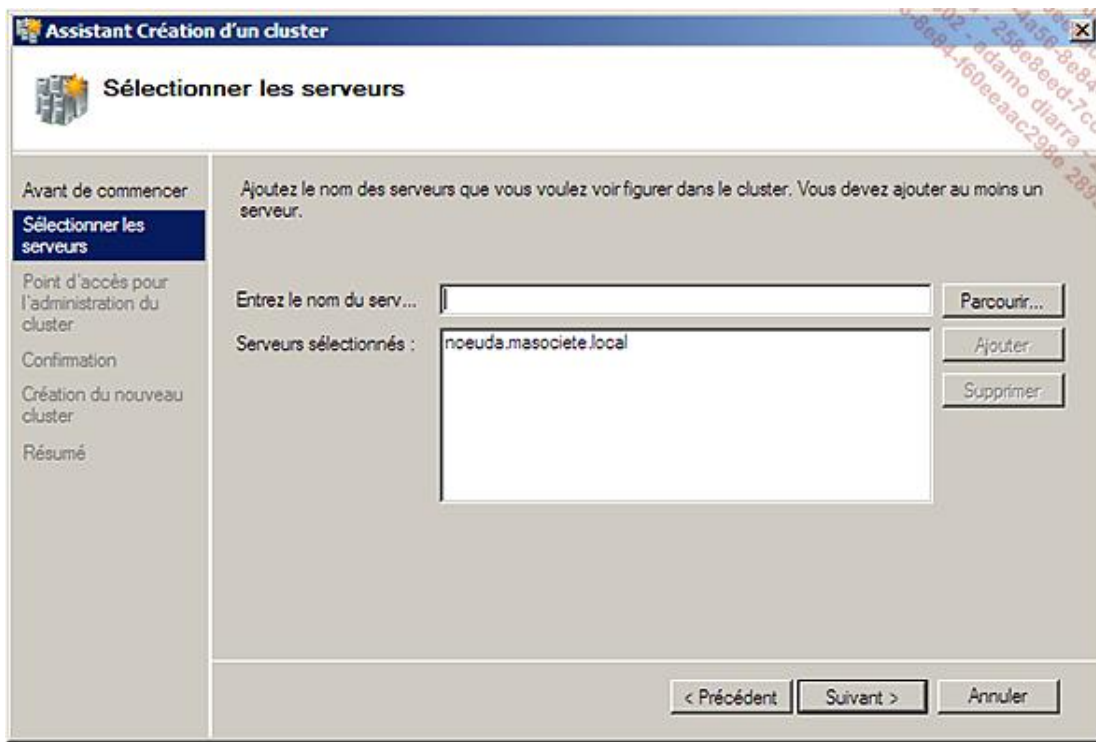 Assistant Création d'un cluster
Sélectionner les serveurs
Avant de commencer
Sélectionner les
serveurs
Point d'accès pour
l'administration du
cluster
Confirmation
Création du nouveau
cluster
Résumé
Ajoutez le nom des serveurs que vous voulez voir figurer dans le cluster. Vous devez ajouter au moins un
serveur.
Entrez le nom du serv...
Parcourir...
Serveurs sélectionnés :
noeuda.masociete.local
Ajouter
Supprimer
< Précédent
Suivant >
Annuler
adamo diarra